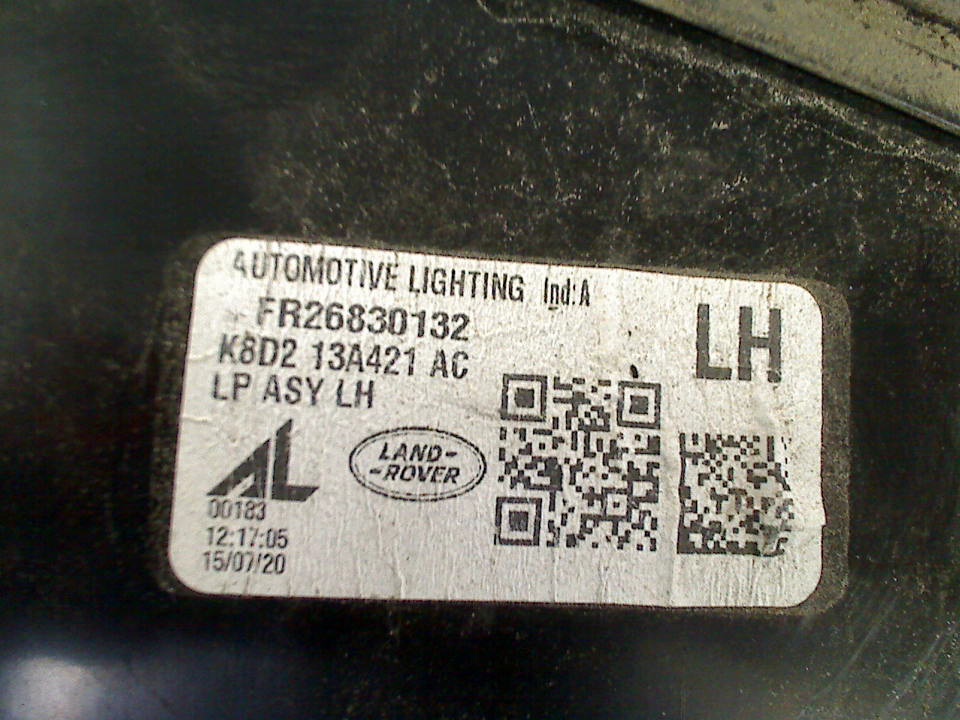 AUTOMOTIVE LIGHTING Ind:A
FR26830132
LH
K8D2 13A421 AC
LP ASY LH
AL
LAND-
-ROVER
00183
12:17:05
15/07/20